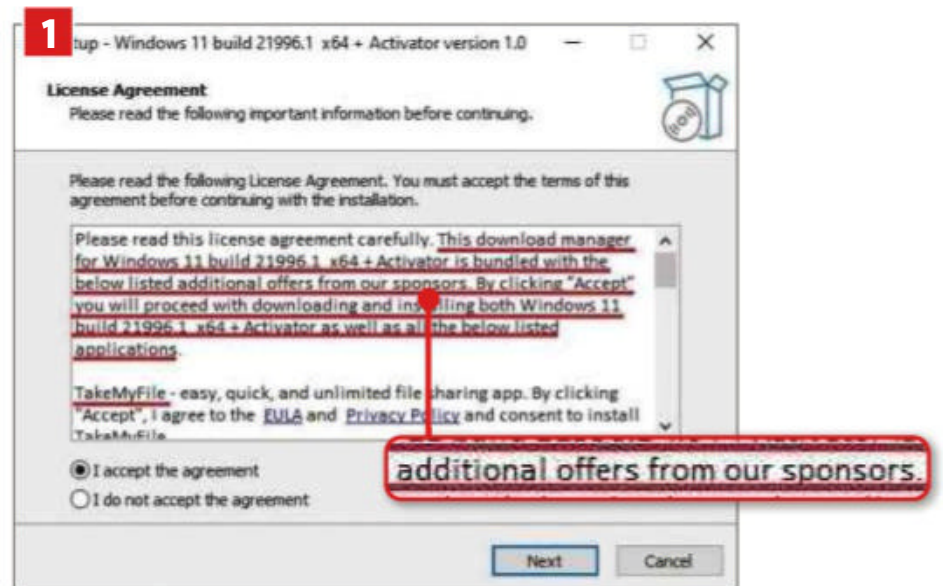 1
tup - Windows 11 build 21996.1 x64 + Activator version 1.0
License Agreement
Please read the following important information before continuing.
Please read the following License Agreement. You must accept the terms of this
agreement before continuing with the installation.
Please read this license agreement carefully. This download manager
for Windows 11 build 21996.1 x64 + Activator is bundled with the
below listed additional offers from our sponsors. By clicking "Accept"
you will proceed with downloading and installing both Windows 11
build 21996.1 x64 + Activator as well as all the below listed
applications.
TakeMyFile - easy, quick, and unlimited file sharing app. By clicking
"Accept", I agree to the EULA and Privacy Policy and consent to install
TakeMyFile
additional offers from our sponsors.
I accept the agreement
I do not accept the agreement
Next Cancel